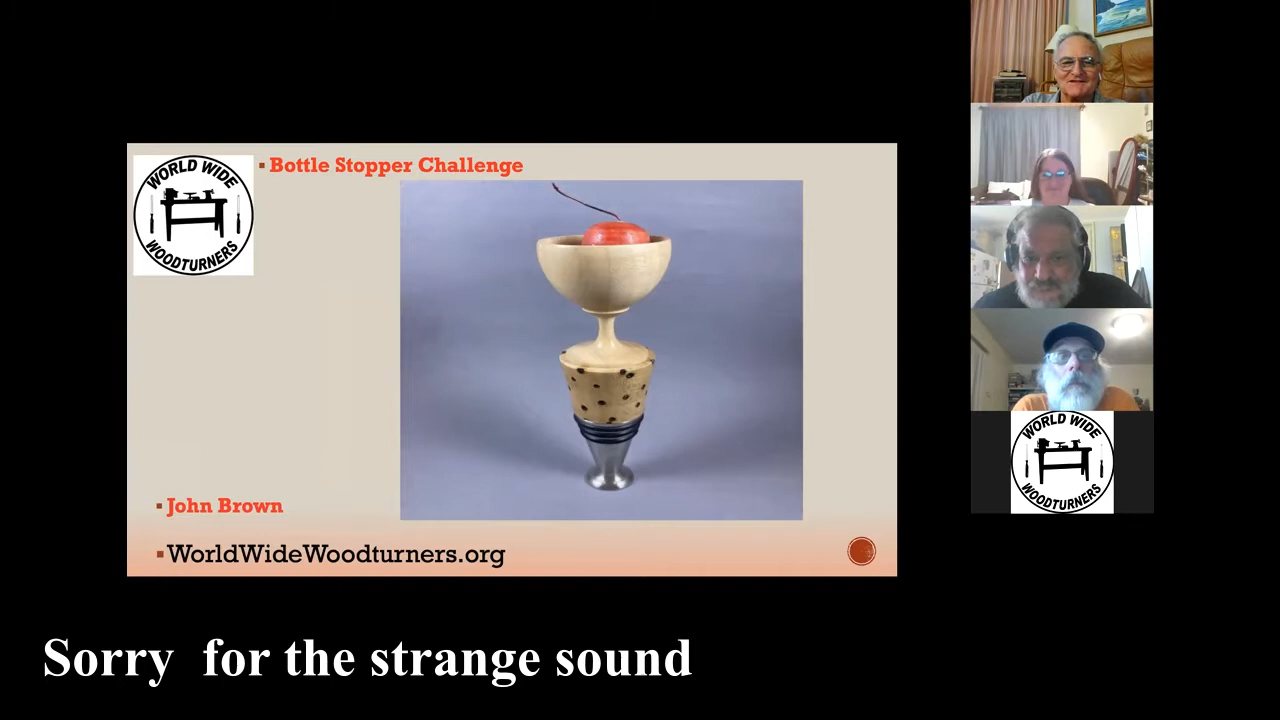 WORLD WIDE
WOODTURNERS
Bottle Stopper Challenge
John Brown
WorldWideWoodturners.org
WORLD WIDE
WOODTURNERS
Sorry  for the strange sound